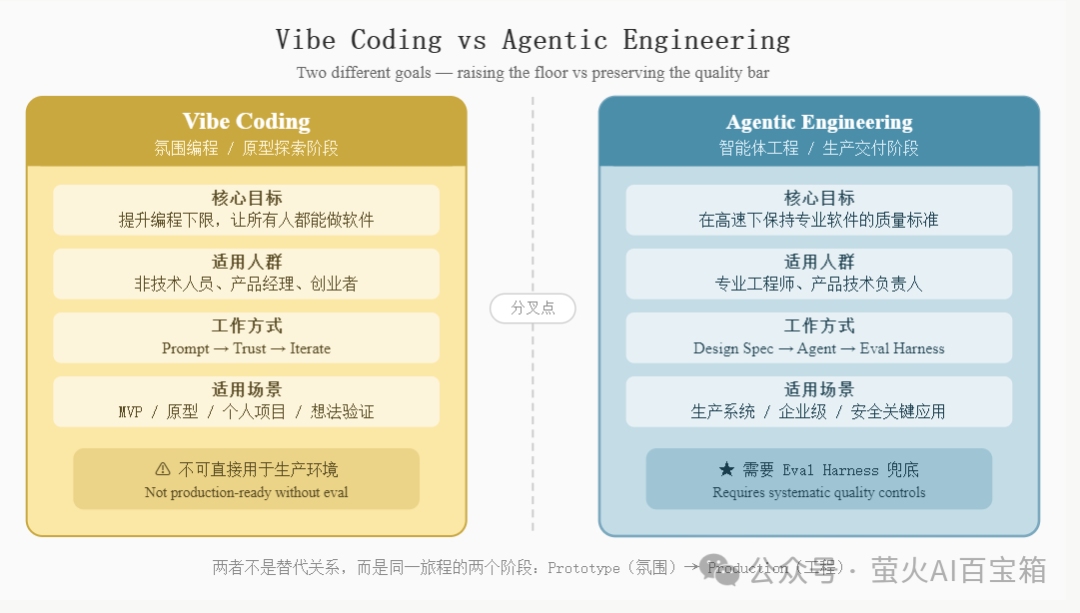 Vibe Coding vs Agentic Engineering
Two different goals — raising the floor vs preserving the quality bar
Vibe Coding
氛围编程 / 原型探索阶段
核心目标
提升编程下限，让所有人都能做软件
适用人群
非技术人员、产品经理、创业者
工作方式
Prompt → Trust → Iterate
适用场景
MVP / 原型 / 个人项目 / 想法验证
⚠ 不可直接用于生产环境
Not production-ready without eval
分叉点
Agentic Engineering
智能体工程 / 生产交付阶段
核心目标
在高速下保持专业软件的质量标准
适用人群
专业工程师、产品技术负责人
工作方式
Design Spec → Agent → Eval Harness
适用场景
生产系统 / 企业级 / 安全关键应用
★ 需要 Eval Harness 兜底
Requires systematic quality controls
两者不是替代关系，而是同一旅程的两个阶段：Prototype（氛围）→ Production（工程）
公众号 · 萤火AI百宝箱